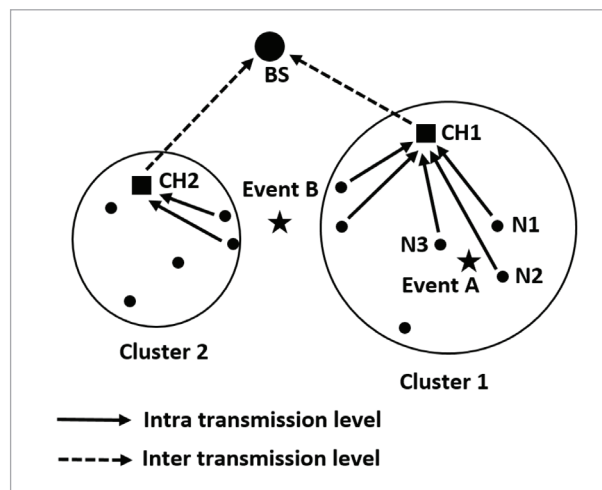 BS
CH1
CH2
Event B
N1
N3
N2
Event A
Cluster 2
Cluster 1
Intra transmission level
Inter transmission level